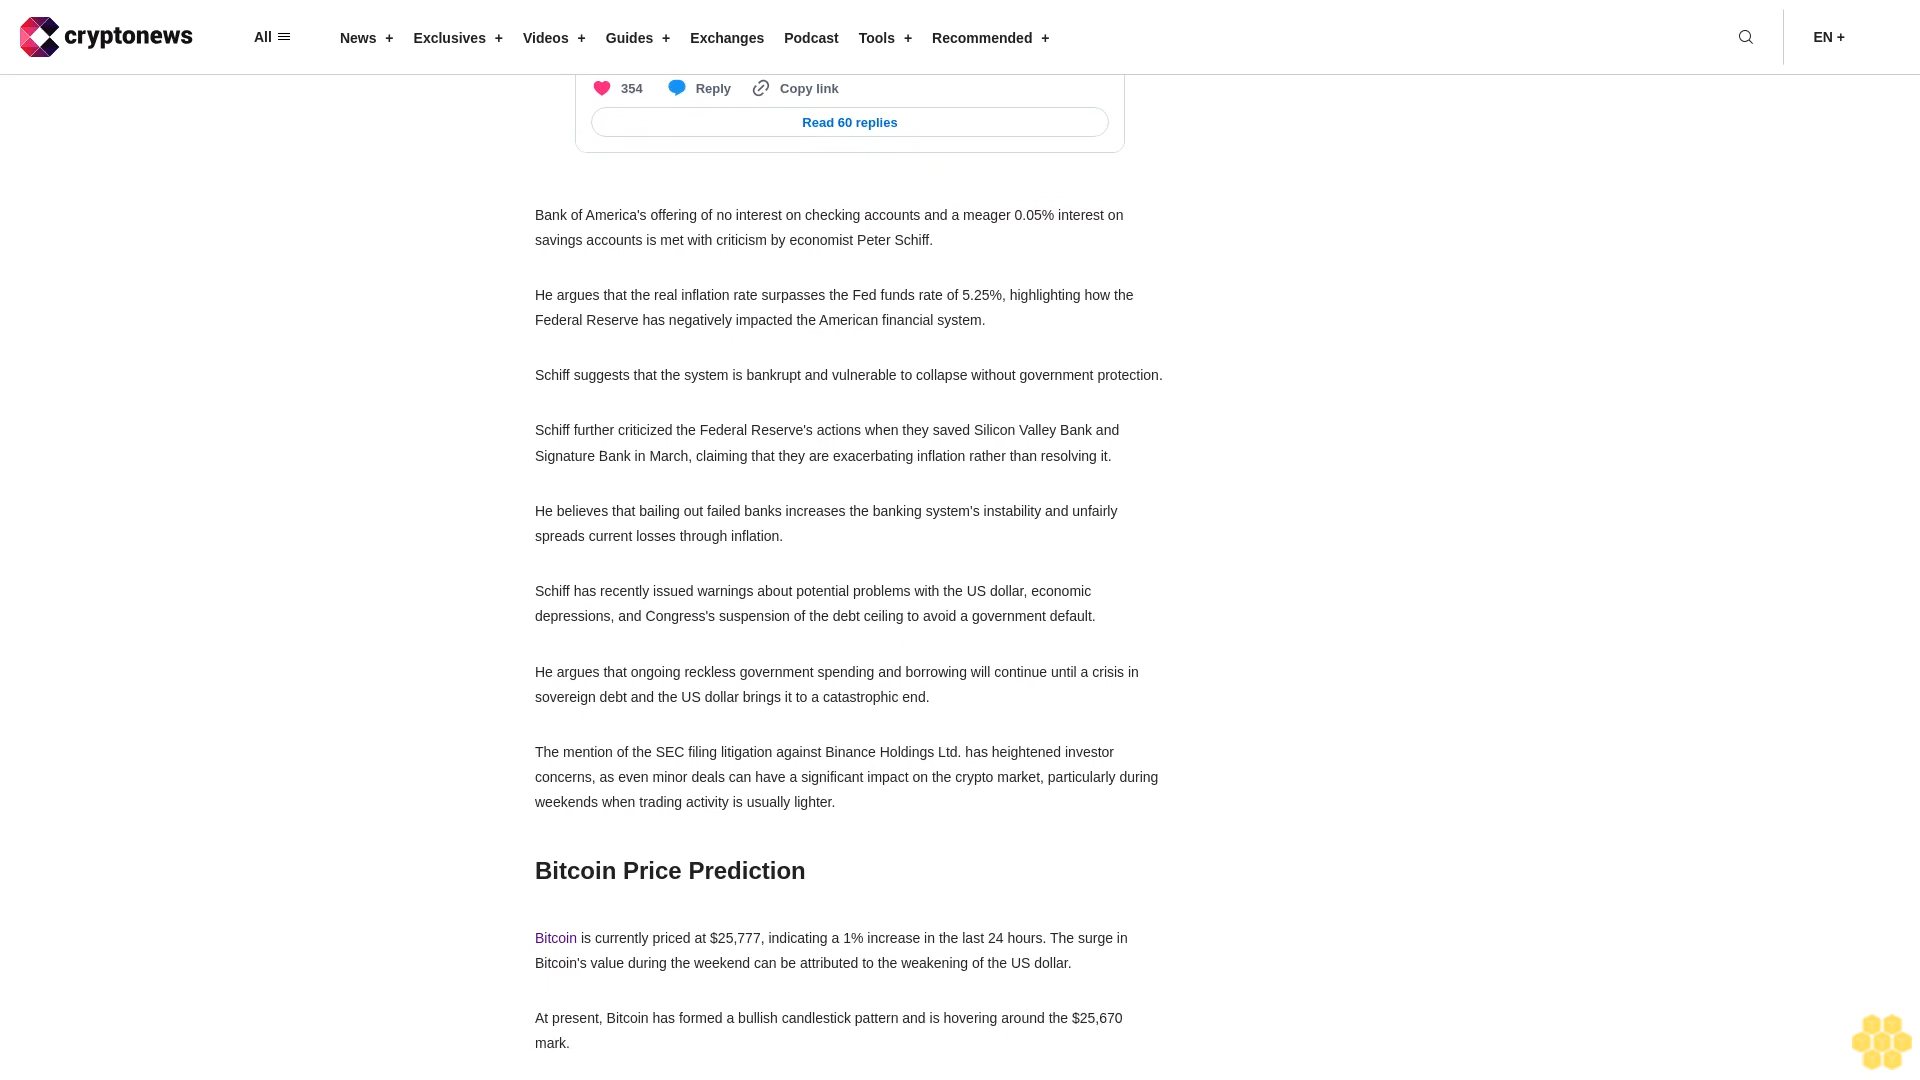 cryptonews
All
News + Exclusives + Videos + Guides + Exchanges Podcast Tools + Recommended +
EN +
354 Reply Copy link
Read 60 replies
Bank of America's offering of no interest on checking accounts and a meager 0.05% interest on
savings accounts is met with criticism by economist Peter Schiff.
He argues that the real inflation rate surpasses the Fed funds rate of 5.25%, highlighting how the
Federal Reserve has negatively impacted the American financial system.
Schiff suggests that the system is bankrupt and vulnerable to collapse without government protection.
Schiff further criticized the Federal Reserve's actions when they saved Silicon Valley Bank and
Signature Bank in March, claiming that they are exacerbating inflation rather than resolving it.
He believes that bailing out failed banks increases the banking system's instability and unfairly
spreads current losses through inflation.
Schiff has recently issued warnings about potential problems with the US dollar, economic
depressions, and Congress's suspension of the debt ceiling to avoid a government default.
He argues that ongoing reckless government spending and borrowing will continue until a crisis in
sovereign debt and the US dollar brings it to a catastrophic end.
The mention of the SEC filing litigation against Binance Holdings Ltd. has heightened investor
concerns, as even minor deals can have a significant impact on the crypto market, particularly during
weekends when trading activity is usually lighter.
Bitcoin Price Prediction
Bitcoin is currently priced at $25,777, indicating a 1% increase in the last 24 hours. The surge in
Bitcoin's value during the weekend can be attributed to the weakening of the US dollar.
At present, Bitcoin has formed a bullish candlestick pattern and is hovering around the $25,670
mark.